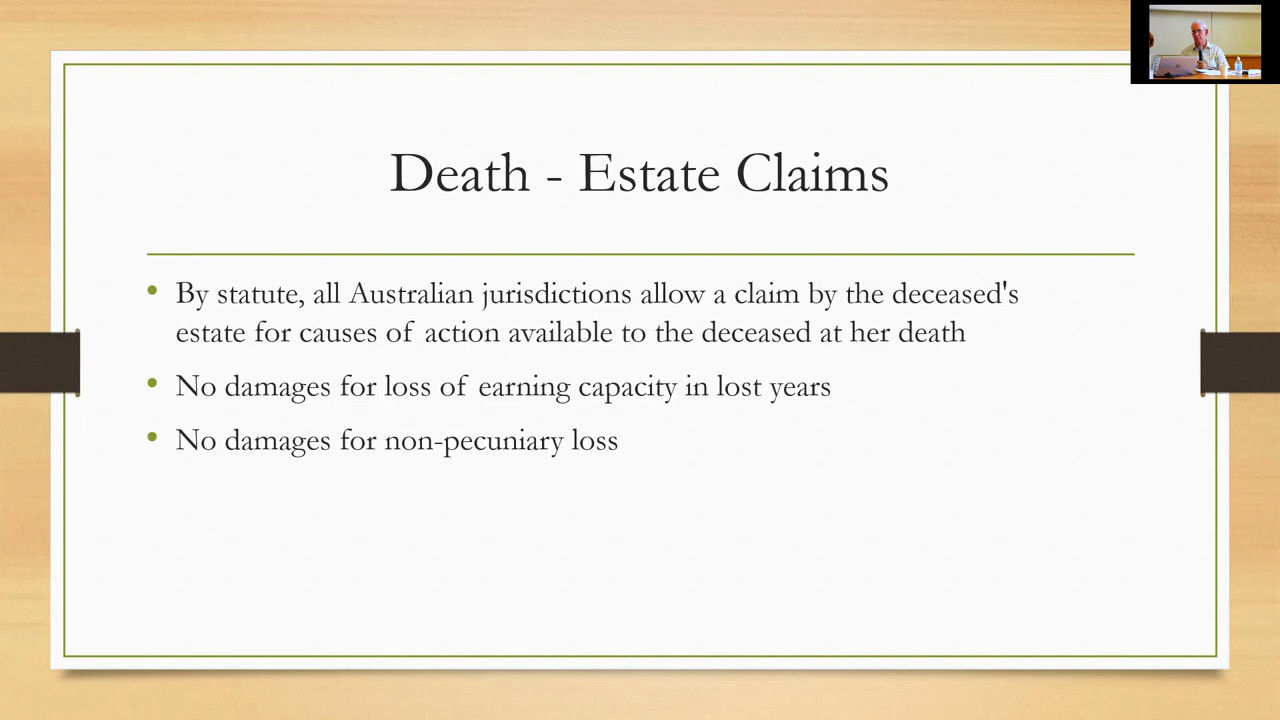 Death - Estate Claims
• By statute, all Australian jurisdictions allow a claim by the deceased's
estate for causes of action available to the deceased at her death
• No damages for loss of earning capacity in lost years
• No damages for non-pecuniary loss